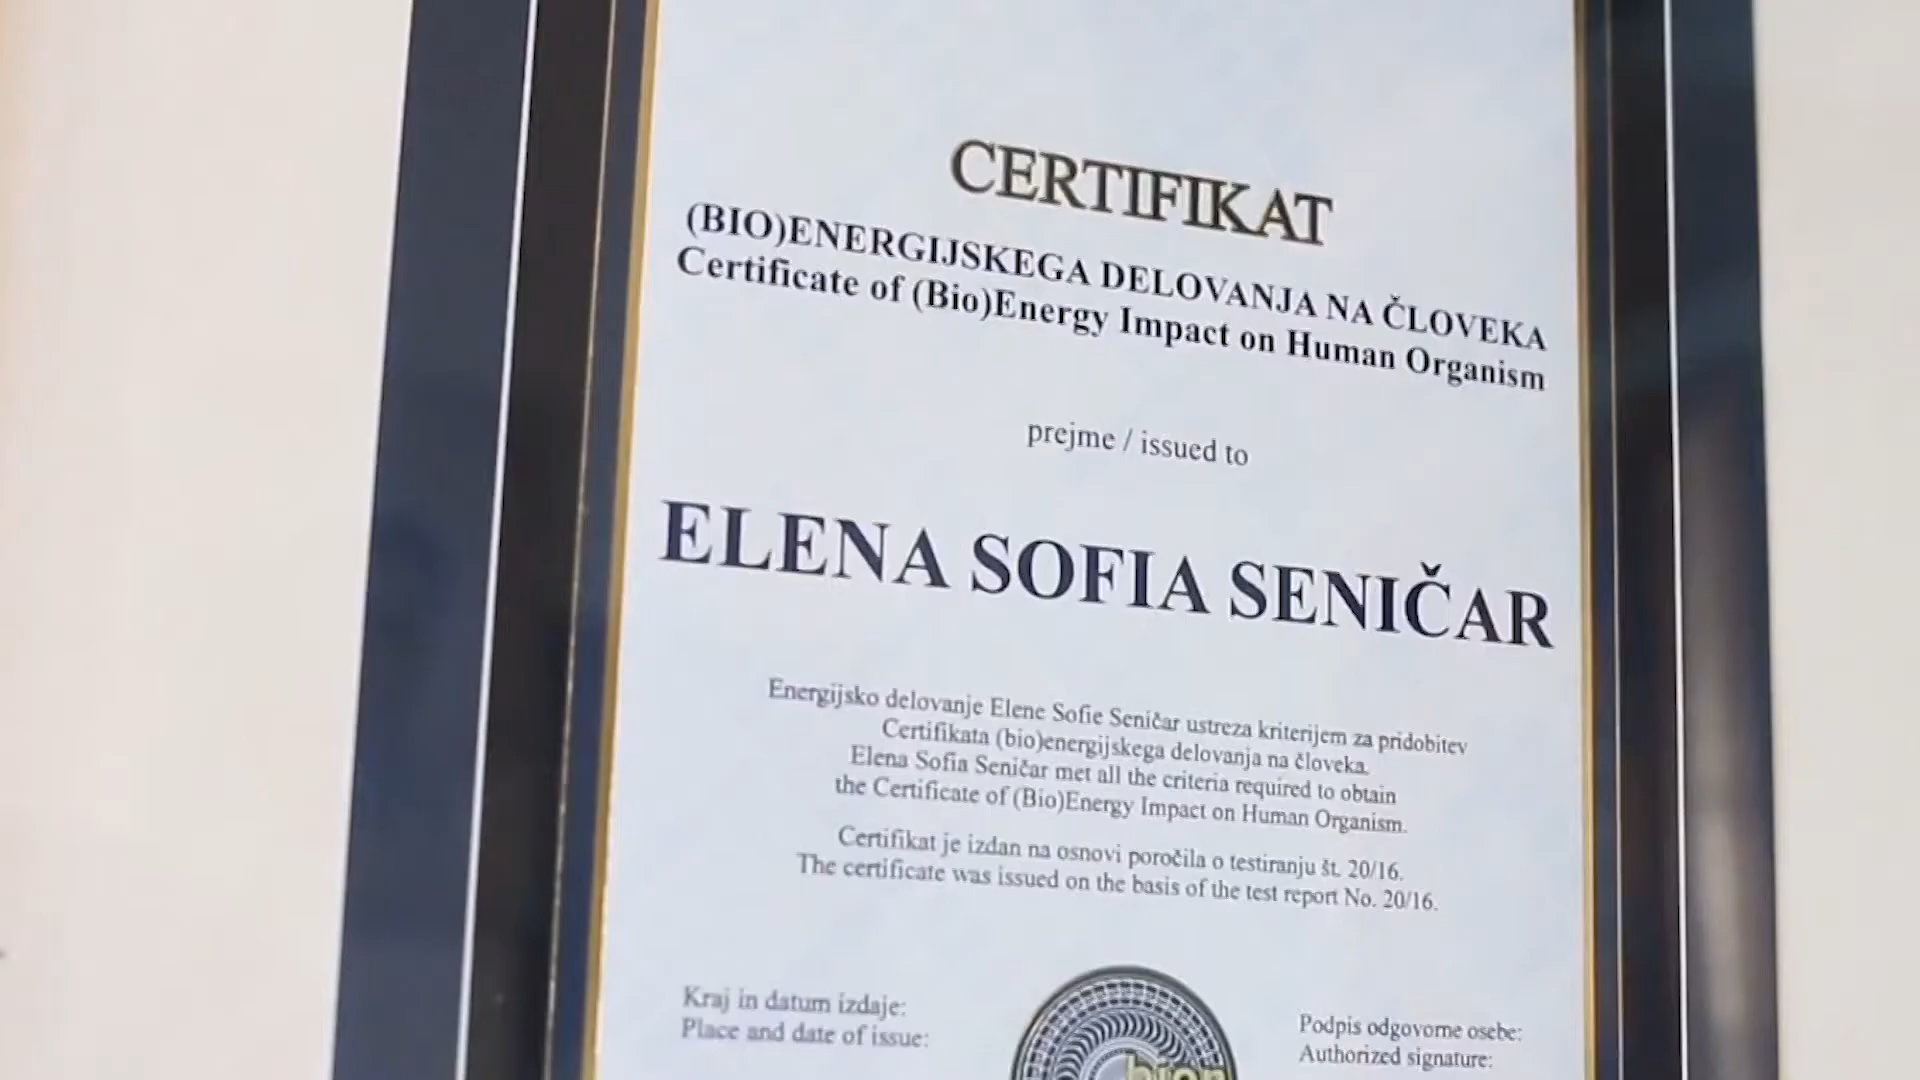 CERTIFIKAT
(BIO)ENERGIJSKEGA DELOVANJA NA ČLOVEKA
Certificate of (Bio)Energy Impact on Human Organism
prejme / issued to
ELENA SOFIA SENIČAR
Energijsko delovanje Elene Sofie Seničar ustreza kriterijem za pridobitev
Certifikata (bio)energijskega delovanja na človeka.
Elena Sofia Seničar met all the criteria required to obtain
the Certificate of (Bio)Energy Impact on Human Organism.
Certifikat je izdan na osnovi poročila o testiranju št. 20/16.
The certificate was issued on the basis of the test report No. 20/16.
Kraj in datum izdaje:
Place and date of issue:
bion
Podpis odgovorne osebe:
Authorized signature: